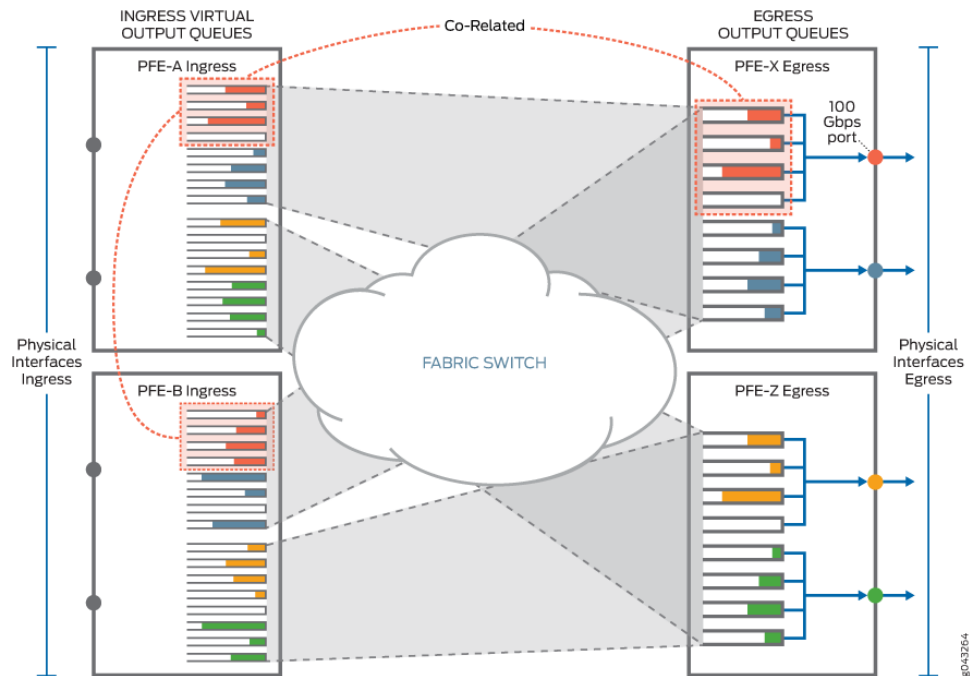 INGRESS VIRTUAL
OUTPUT QUEUES
Co-Related
EGRESS
OUTPUT QUEUES
PFE-A Ingress
PFE-X Egress
100
Gbps
port
Physical
Interfaces
Ingress
FABRIC SWITCH
Physical
Interfaces
Egress
PFE-B Ingress
PFE-Z Egress
g043264